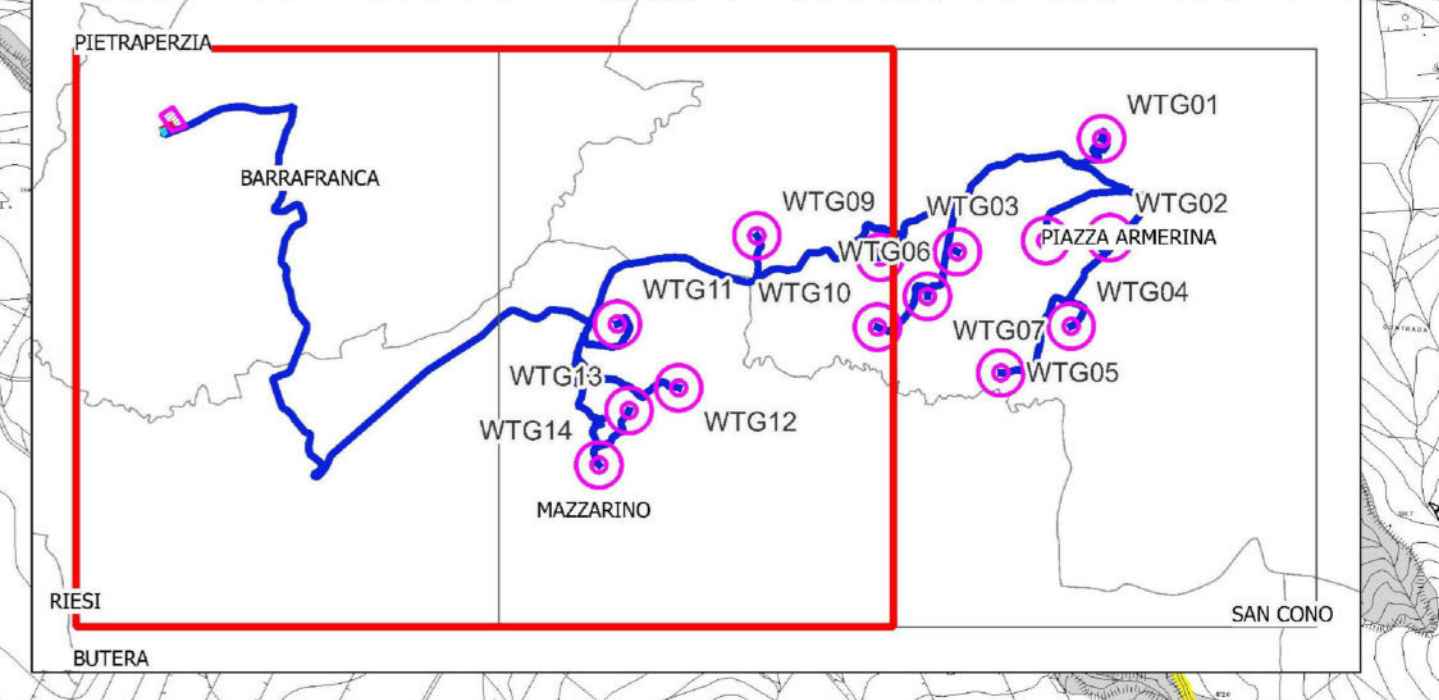 PIETRAPERZIA
WTG01
BARRAFRANCA
WTG09
WTG03
WTG02
PIAZZA ARMERINA
WTG06
WTG11
WTG10
WTG04
WTG07
WTG13
WTG05
WTG12
WTG14
MAZZARINO
RIESI
SAN CONO
BUTERA